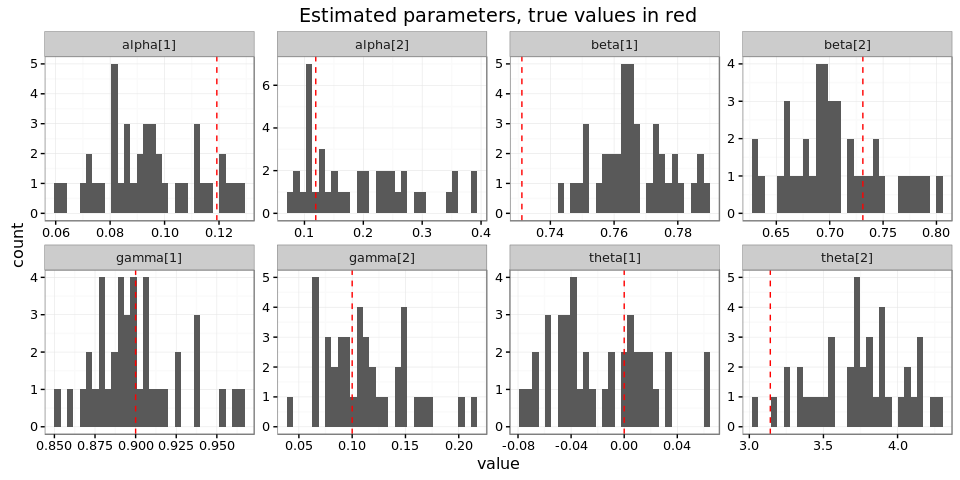 Estimated parameters, true values in red
alpha[1] alpha[2] beta[1] beta[2]
5 4 3 2 1 0
6 4 2 0
5 4 3 2 1 0
4 3 2 1 0
0.06 0.08 0.10 0.12
0.1 0.2 0.3 0.4
0.74 0.76 0.78
0.65 0.70 0.75 0.80
count
gamma[1] gamma[2] theta[1] theta[2]
4 3 2 1 0
5 4 3 2 1 0
4 3 2 1 0
5 4 3 2 1 0
0.850 0.875 0.900 0.925 0.950
0.05 0.10 0.15 0.20
-0.08 -0.04 0.00 0.04
3.0 3.5 4.0
value